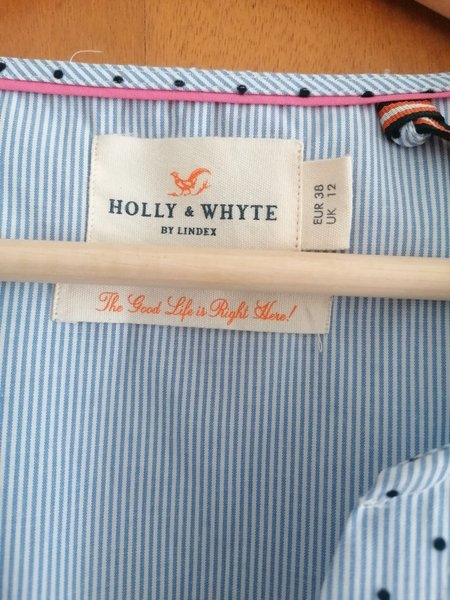 HOLLY & WHYTE
BY LINDEX
EUR 38
UK 12
The Good Life is Right Here!